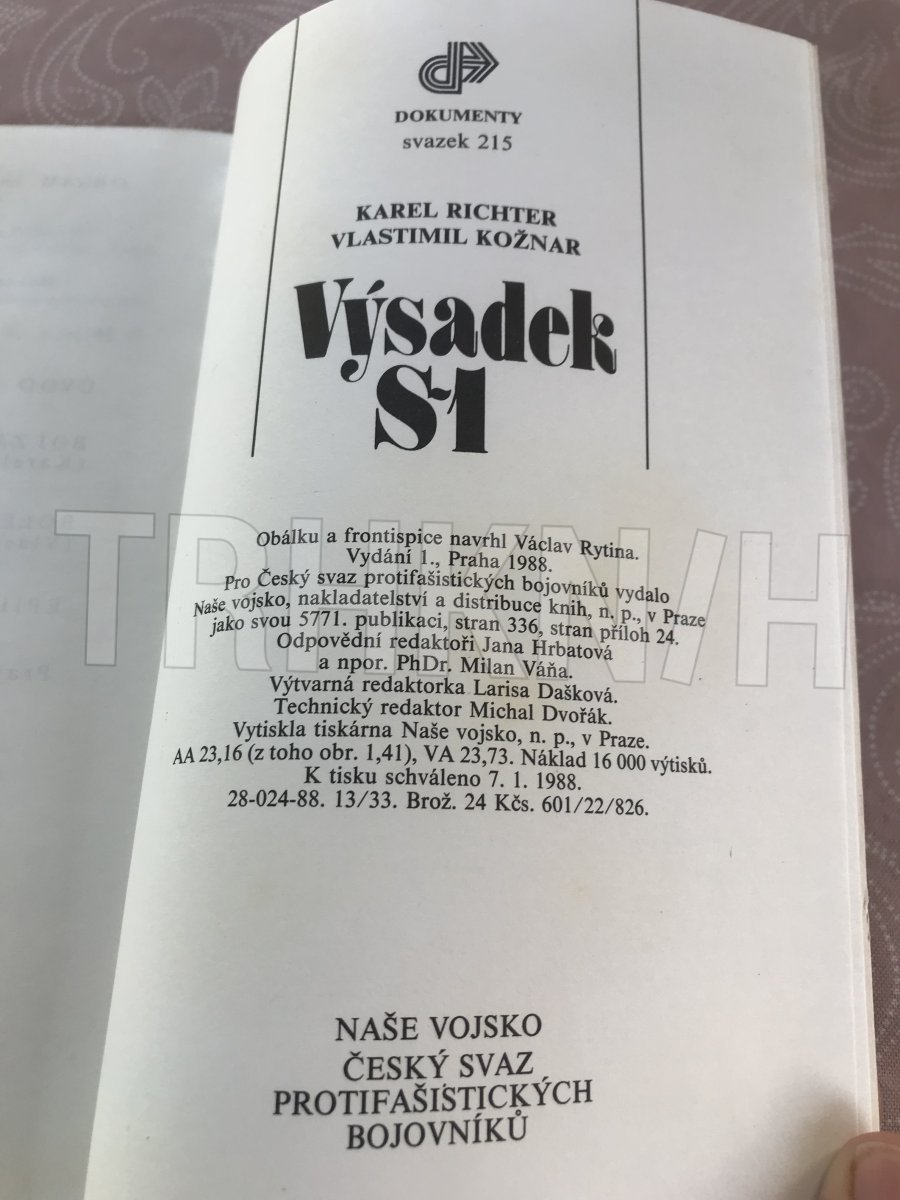 DOKUMENTY
svazek 215
KAREL RICHTER
VLASTIMIL KOŽNAR
Výsadek
S-1
Obálku a frontispice navrhl Václav Rytina.
Vydání 1., Praha 1988.
Pro Český svaz protifašistických bojovníků vydalo
Naše vojsko, nakladatelství a distribuce knih, n. p., v Praze
jako svou 5771. publikaci, stran 336, stran příloh 24.
Odpovědní redaktoři Jana Hrbatová
a npor. PhDr. Milan Váňa.
Výtvarná redaktorka Larisa Dašková.
Technický redaktor Michal Dvořák.
Vytiskla tiskárna Naše vojsko, n. p., v Praze.
AA 23,16 (z toho obr. 1,41), VA 23,73. Náklad 16 000 výtisků.
K tisku schváleno 7. 1. 1988.
28-024-88. 13/33. Brož. 24 Kčs. 601/22/826.
NAŠE VOJSKO
ČESKÝ SVAZ
PROTIFAŠISTICKÝCH
BOJOVNÍKŮ